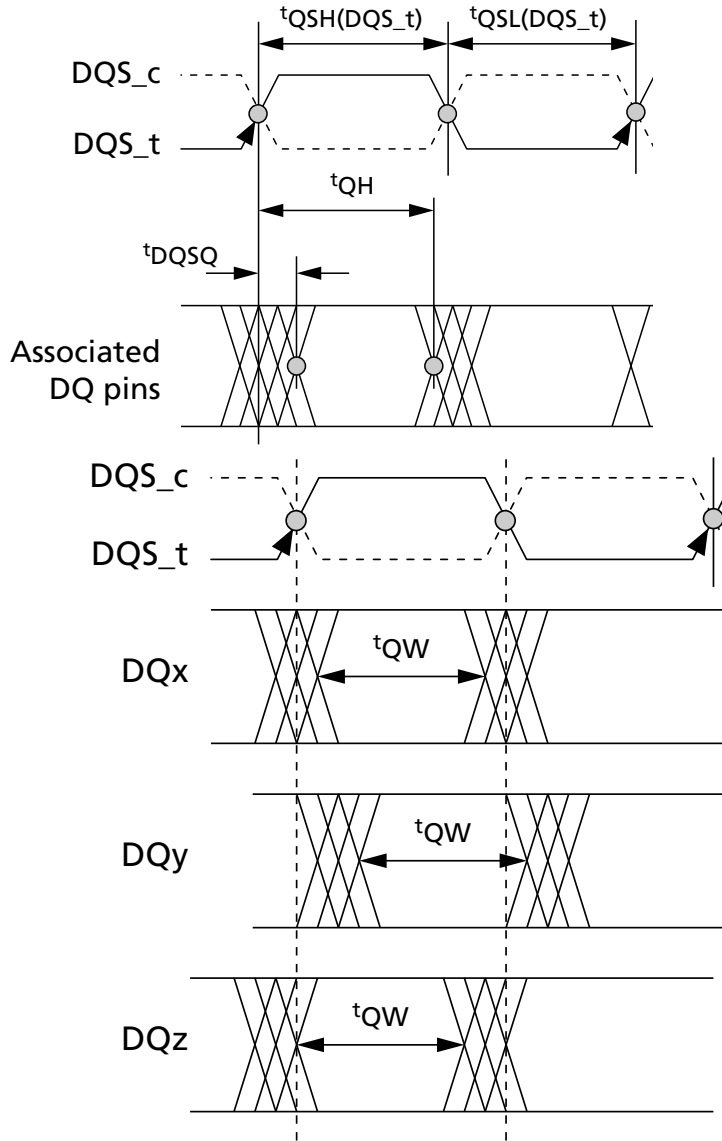 tQSH(DQS_t) tQSL(DQS_t)
DQS_c
DQS_t
tQH
tDQSQ
Associated
DQ pins
DQS_c
DQS_t
tQW
DQx
tQW
DQy
tQW
DQz